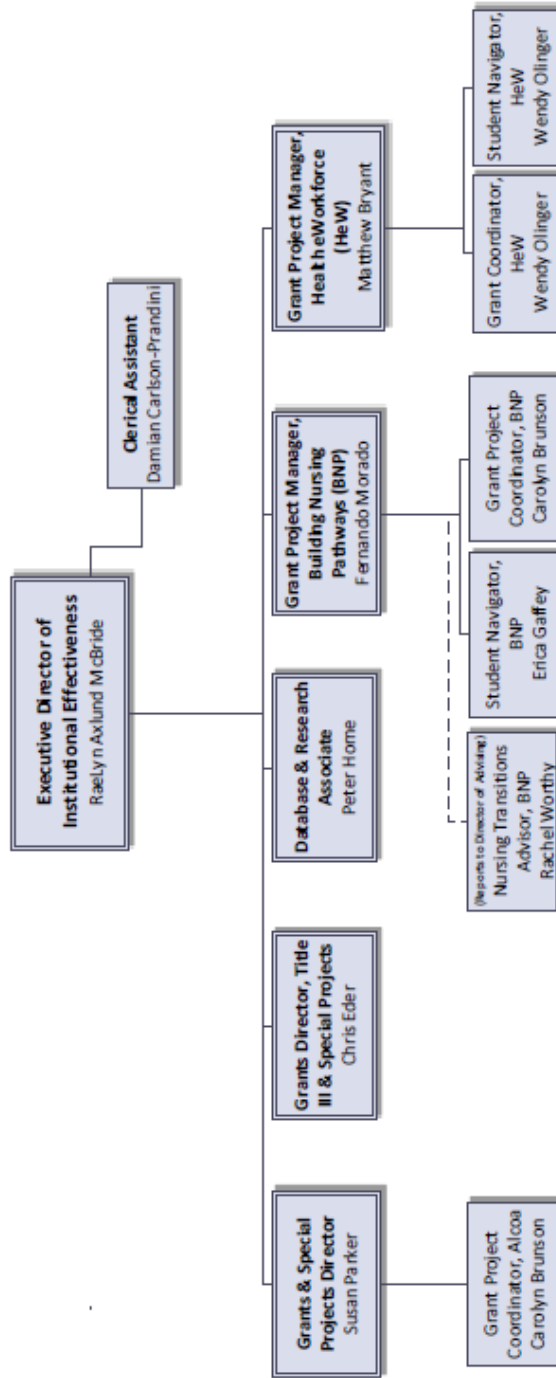 Executive Director of
Institutional Effectiveness
RaeLyn Axlund McBride
Clerical Assistant
Damian Carlson-Prandini
Grants & Special
Projects Director
Susan Parker
Grants Director, Title
III & Special Projects
Chris Eder
Database & Research
Associate
Peter Horne
Grant Project Manager,
Building Nursing
Pathways (BNP)
Fernando Morado
Grant Project Manager,
HealtheWorkforce
(HeW)
Matthew Bryant
Grant Project
Coordinator, Alcoa
Carolyn Brunson
(Reports to Director of Advising)
Nursing Transitions
Advisor, BNP
Rachel Worthy
Student Navigator,
BNP
Erica Gaffey
Grant Project
Coordinator, BNP
Carolyn Brunson
Grant Coordinator,
HeW
Wendy Olinger
Student Navigator,
HeW
Wendy Olinger